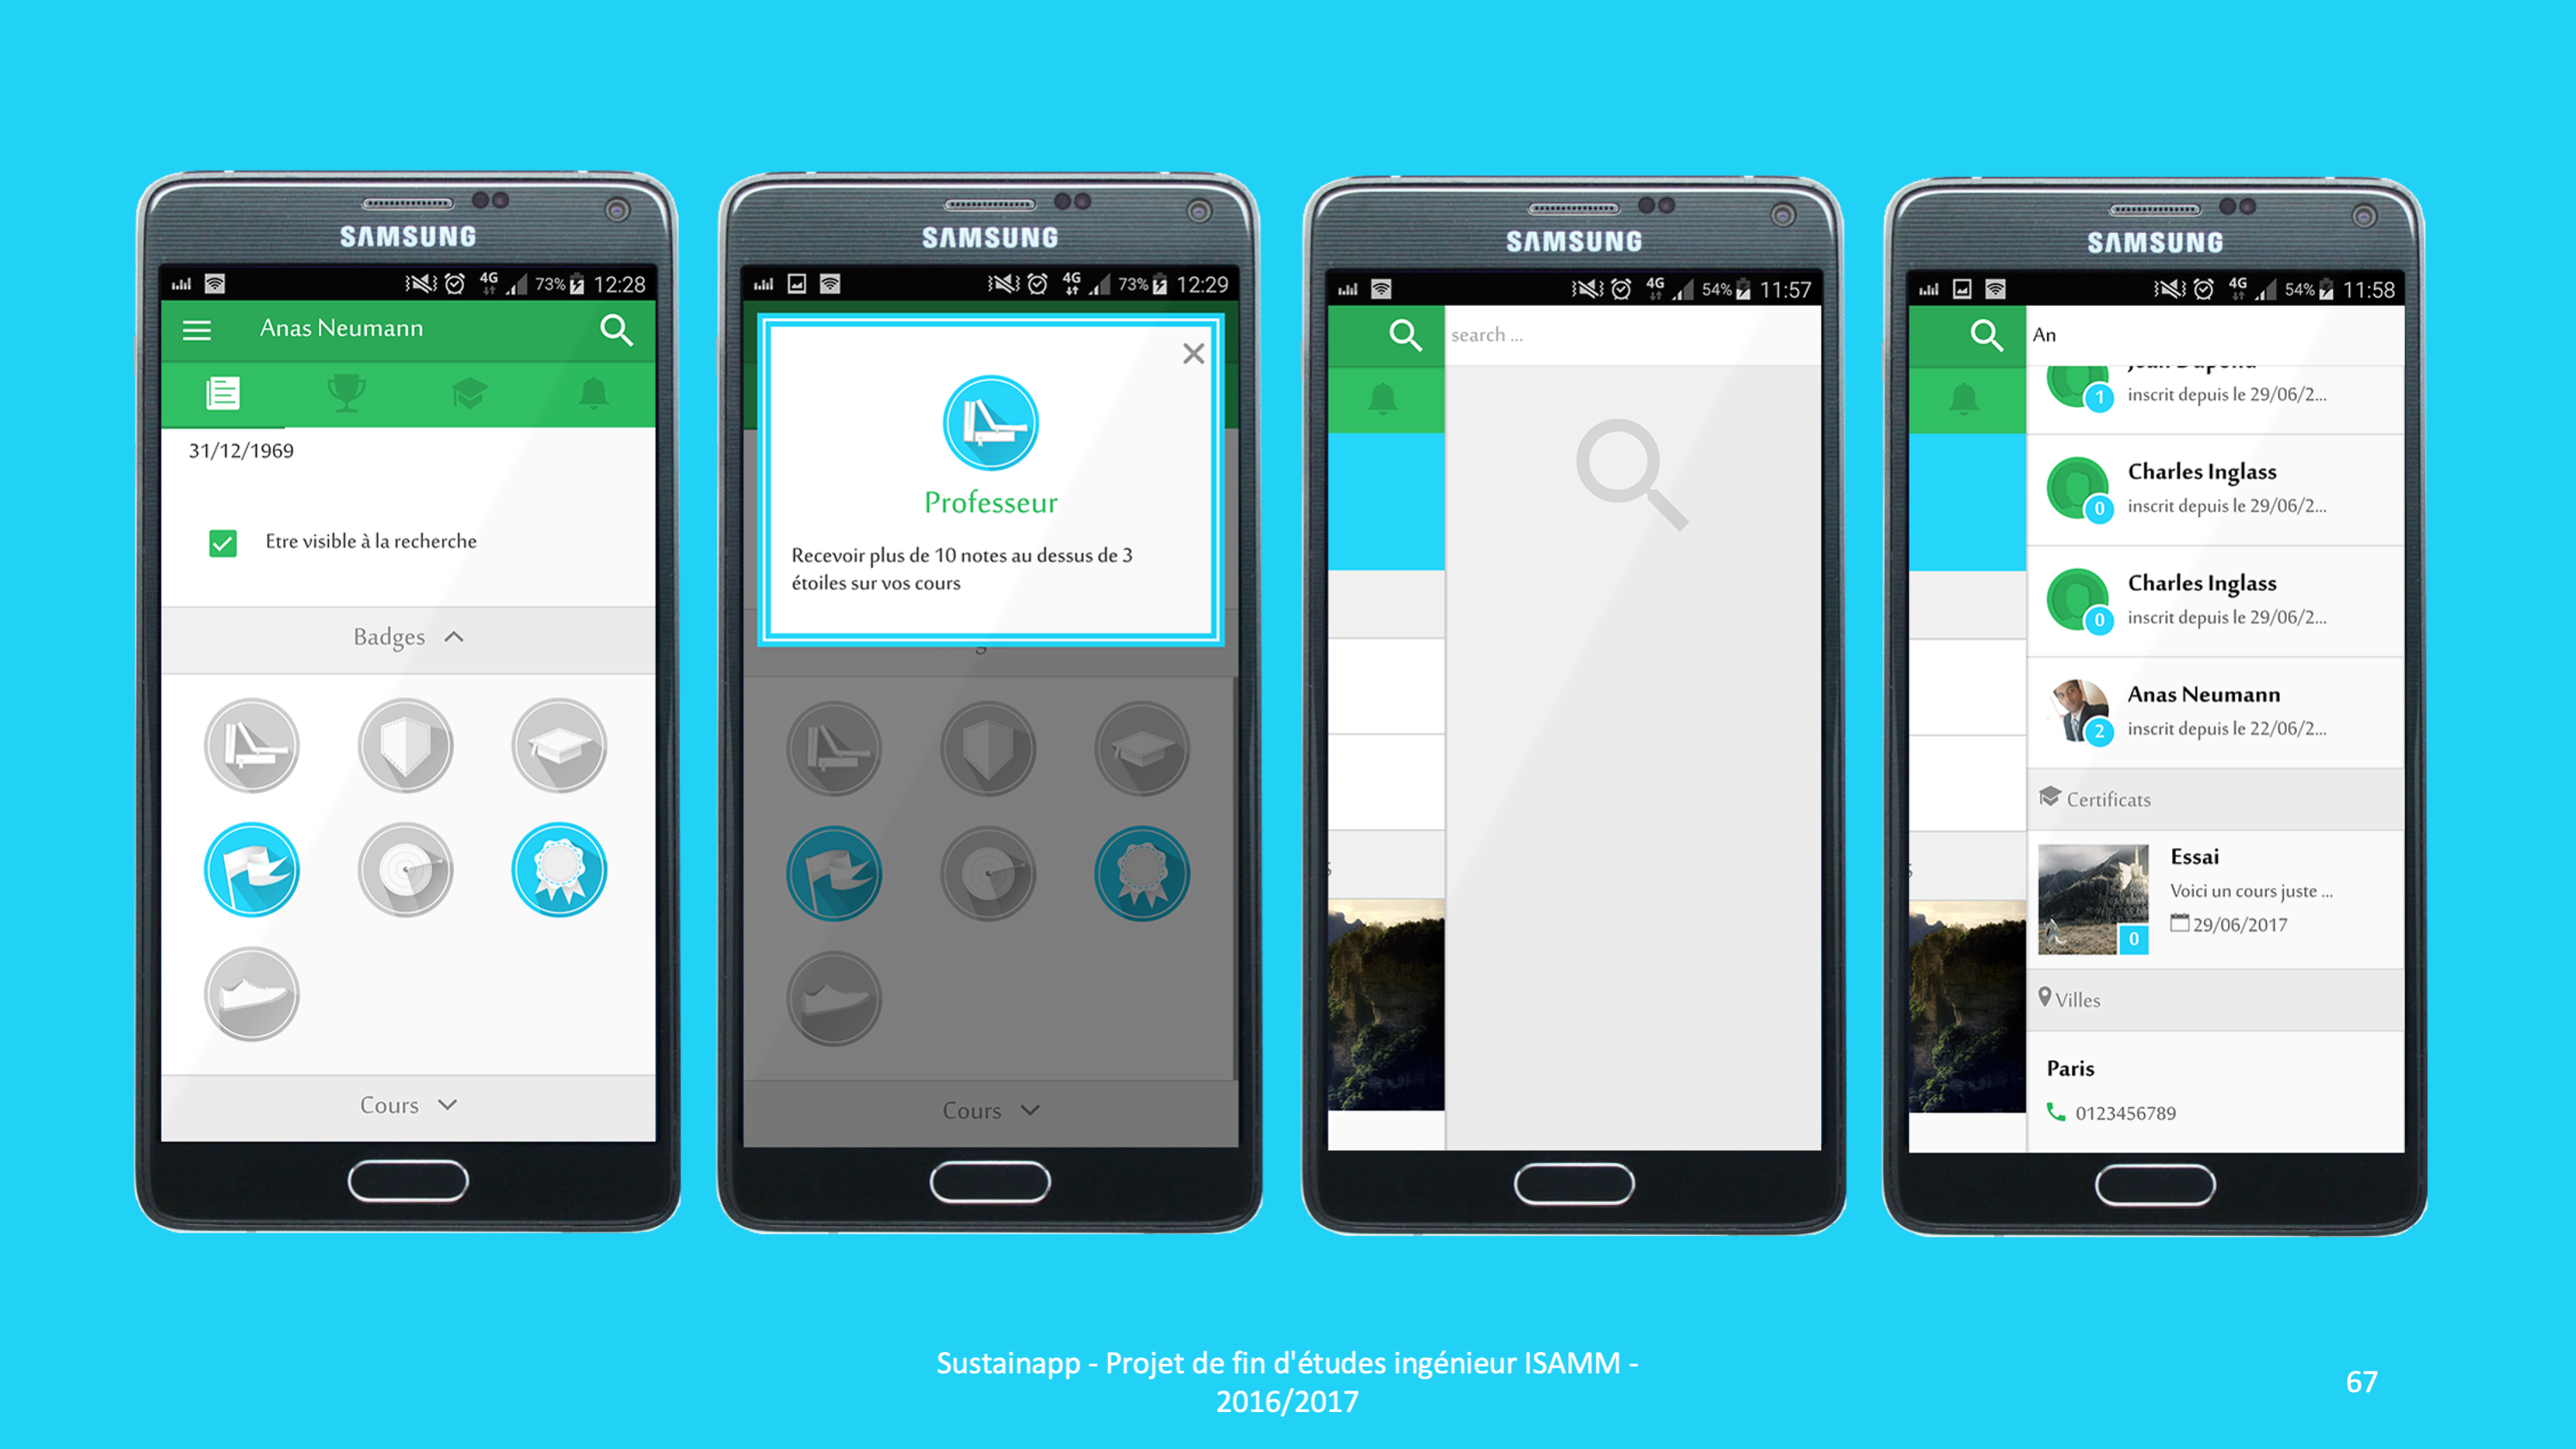 SAMSUNG
4G 73% 12:28
Anas Neumann
31/12/1969
Etre visible à la recherche
Badges
Cours
SAMSUNG
4G 73% 12:29
Professeur
Recevoir plus de 10 notes au dessus de 3
étoiles sur vos cours
Cours
SAMSUNG
4G 54% 11:57
search ...
SAMSUNG
4G 54% 11:58
An
1
inscrit depuis le 29/06/2...
Charles Inglass
0
inscrit depuis le 29/06/2...
Charles Inglass
0
inscrit depuis le 29/06/2...
Anas Neumann
2
inscrit depuis le 22/06/2...
Certificats
Essai
Voici un cours juste ...
29/06/2017
0
Villes
Paris
0123456789
Sustainapp - Projet de fin d'études ingénieur ISAMM -
2016/2017
67